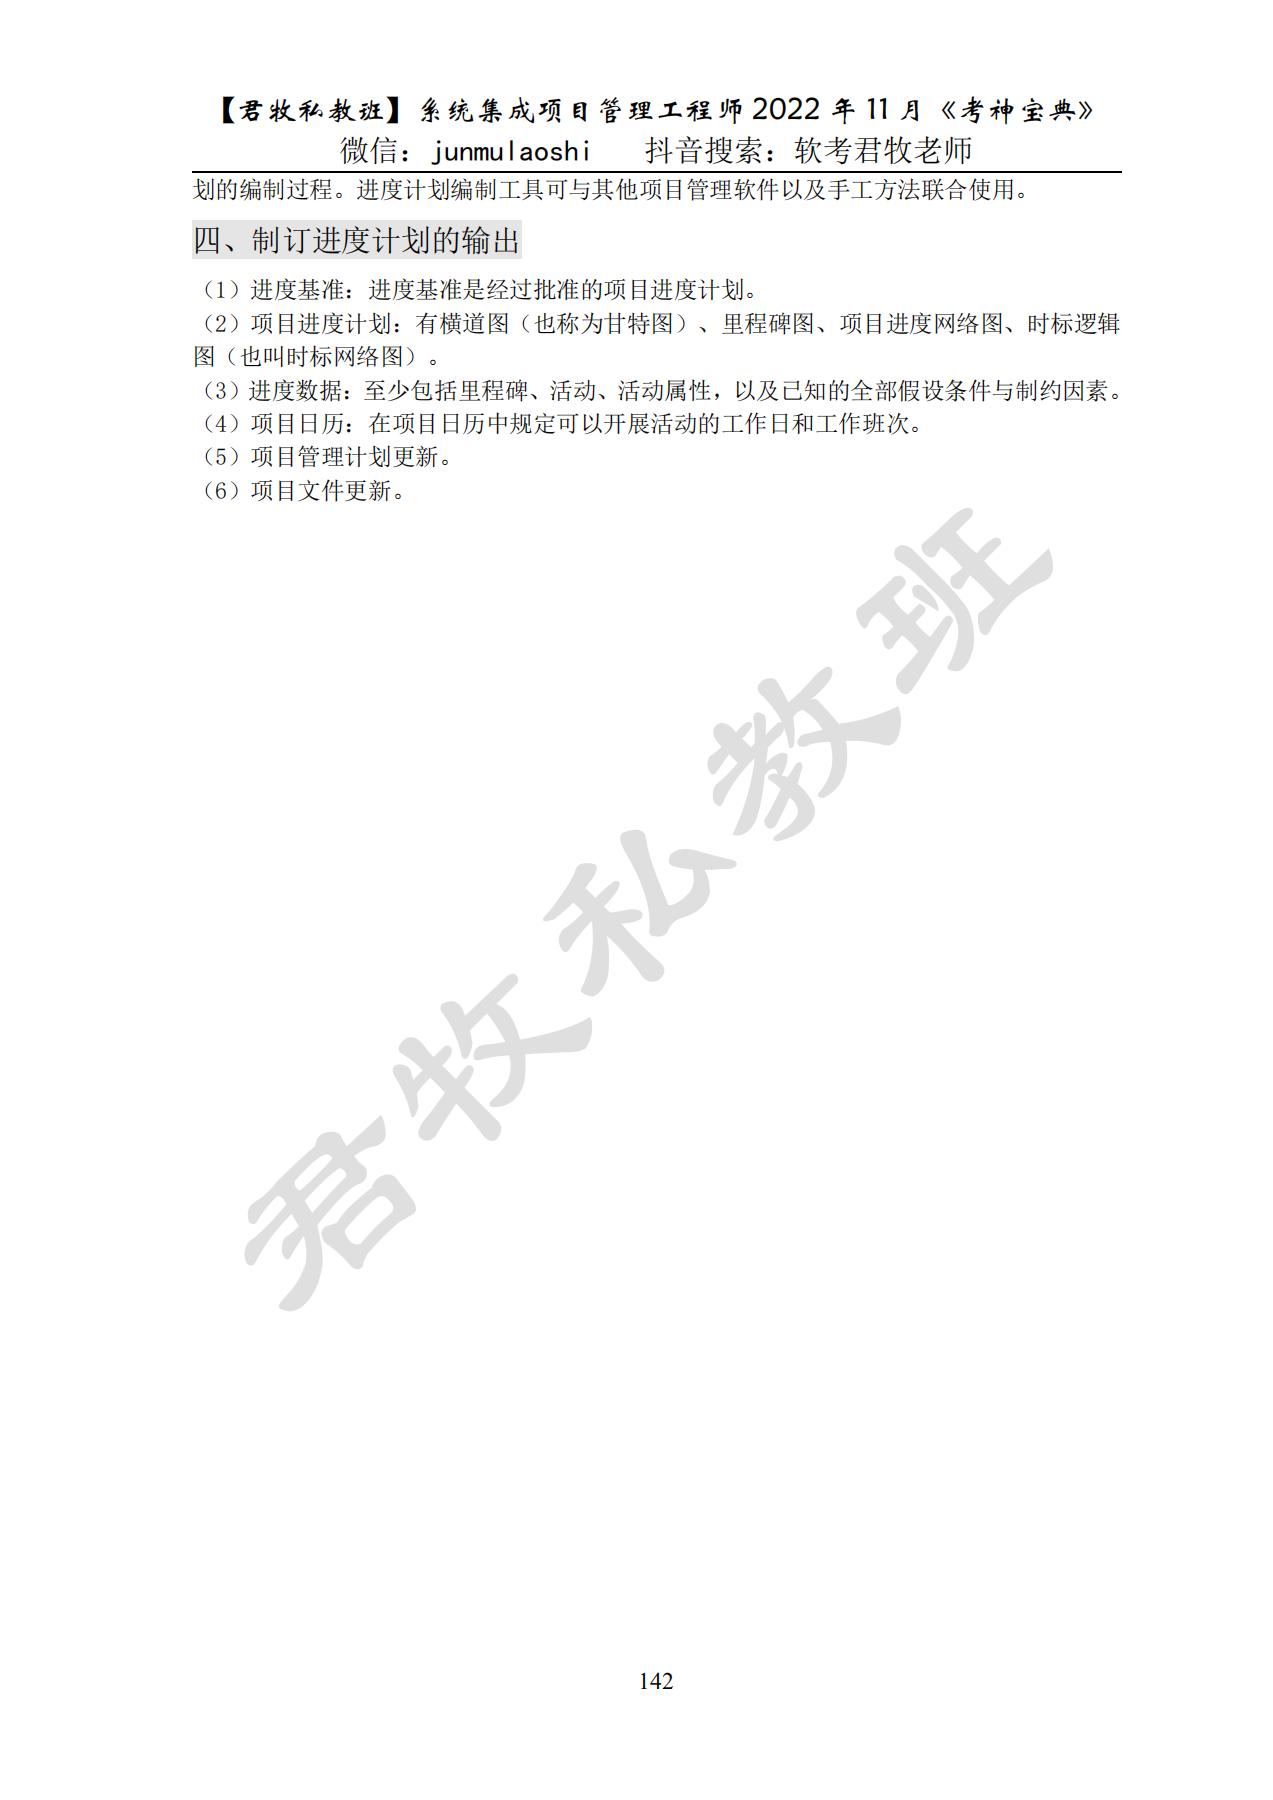 【君牧私教班】系统集成项目管理工程师 2022 年 11 月《考神宝典》
微信：junmulaoshi 抖音搜索：软考君牧老师
划的编制过程。进度计划编制工具可与其他项目管理软件以及手工方法联合使用。
四、制订进度计划的输出
（1）进度基准：进度基准是经过批准的项目进度计划。
（2）项目进度计划：有横道图（也称为甘特图）、里程碑图、项目进度网络图、时标逻辑
图（也叫时标网络图）。
（3）进度数据：至少包括里程碑、活动、活动属性，以及已知的全部假设条件与制约因素。
（4）项目日历：在项目日历中规定可以开展活动的工作日和工作班次。
（5）项目管理计划更新。
（6）项目文件更新。
君牧私教班
142